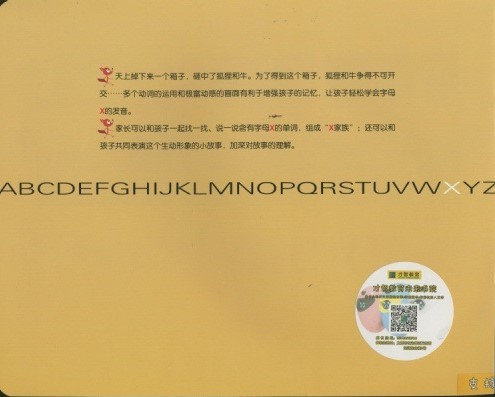 天上掉下来一个箱子，砸中了狐狸和牛。为了得到这个箱子，狐狸和牛争得不可开
交……多个动词的运用和极富动感的画面有利于增强孩子的记忆，让孩子轻松学会字母
X的发音。
家长可以和孩子一起找一找、说一说含有字母X的单词，组成“X家族”；还可以和
孩子共同表演这个生动形象的小故事，加深对故事的理解。
ABCDEFGHIJKLMNOPQRSTUVWXYZ